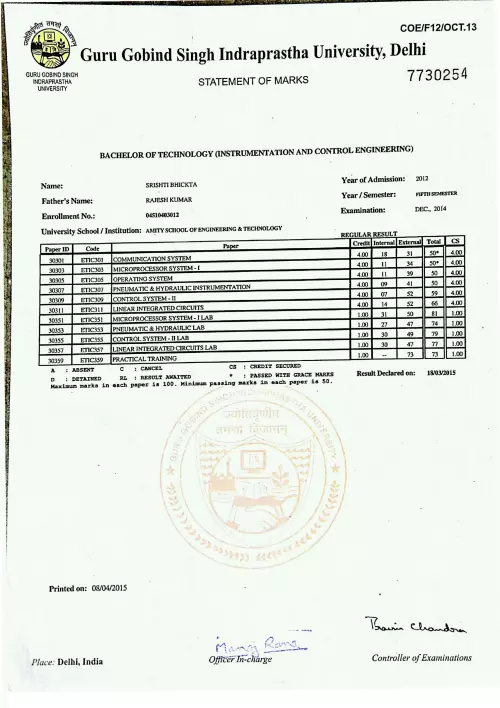 COE/F12/OCT.13
Guru Gobind Singh Indraprastha University, Delhi
GURU GOBIND SINGH
INDRAPRASTHA
UNIVERSITY
STATEMENT OF MARKS
7730254
BACHELOR OF TECHNOLOGY (INSTRUMENTATION AND CONTROL ENGINEERING)
Name: SRISHTI BHICKTA Year of Admission: 2012
Father's Name: RAJESH KUMAR Year / Semester: FIFTH SEMESTER
Enrollment No.: 04510403012 Examination: DEC., 2014
University School / Institution: AMITY SCHOOL OF ENGINEERING & TECHNOLOGY
REGULAR RESULT
Paper ID Code Paper Credit Internal External Total CS
30301 ETIC301 COMMUNICATION SYSTEM 4.00 18 31 50* 4.00
30303 ETIC303 MICROPROCESSOR SYSTEM - I 4.00 11 34 50* 4.00
30305 ETIC305 OPERATING SYSTEM 4.00 11 39 50 4.00
30307 ETIC307 PNEUMATIC & HYDRAULIC INSTRUMENTATION 4.00 09 41 50 4.00
30309 ETIC309 CONTROL SYSTEM - II 4.00 07 52 59 4.00
30311 ETIC311 LINEAR INTEGRATED CIRCUITS 4.00 14 52 66 4.00
30351 ETIC351 MICROPROCESSOR SYSTEM - I LAB 1.00 31 50 81 1.00
30353 ETIC353 PNEUMATIC & HYDRAULIC LAB 1.00 27 47 74 1.00
30355 ETIC355 CONTROL SYSTEM - II LAB 1.00 30 49 79 1.00
30357 ETIC357 LINEAR INTEGRATED CIRCUITS LAB 1.00 30 47 77 1.00
30359 ETIC359 PRACTICAL TRAINING 1.00 -- 73 73 1.00
A : ABSENT C : CANCEL CS : CREDIT SECURED
D : DETAINED RL : RESULT AWAITED * : PASSED WITH GRACE MARKS Result Declared on: 18/03/2015
Maximum marks in each paper is 100. Minimum passing marks in each paper is 50.
Printed on: 08/04/2015
Manoj Rana
Place: Delhi, India Officer In-charge Controller of Examinations